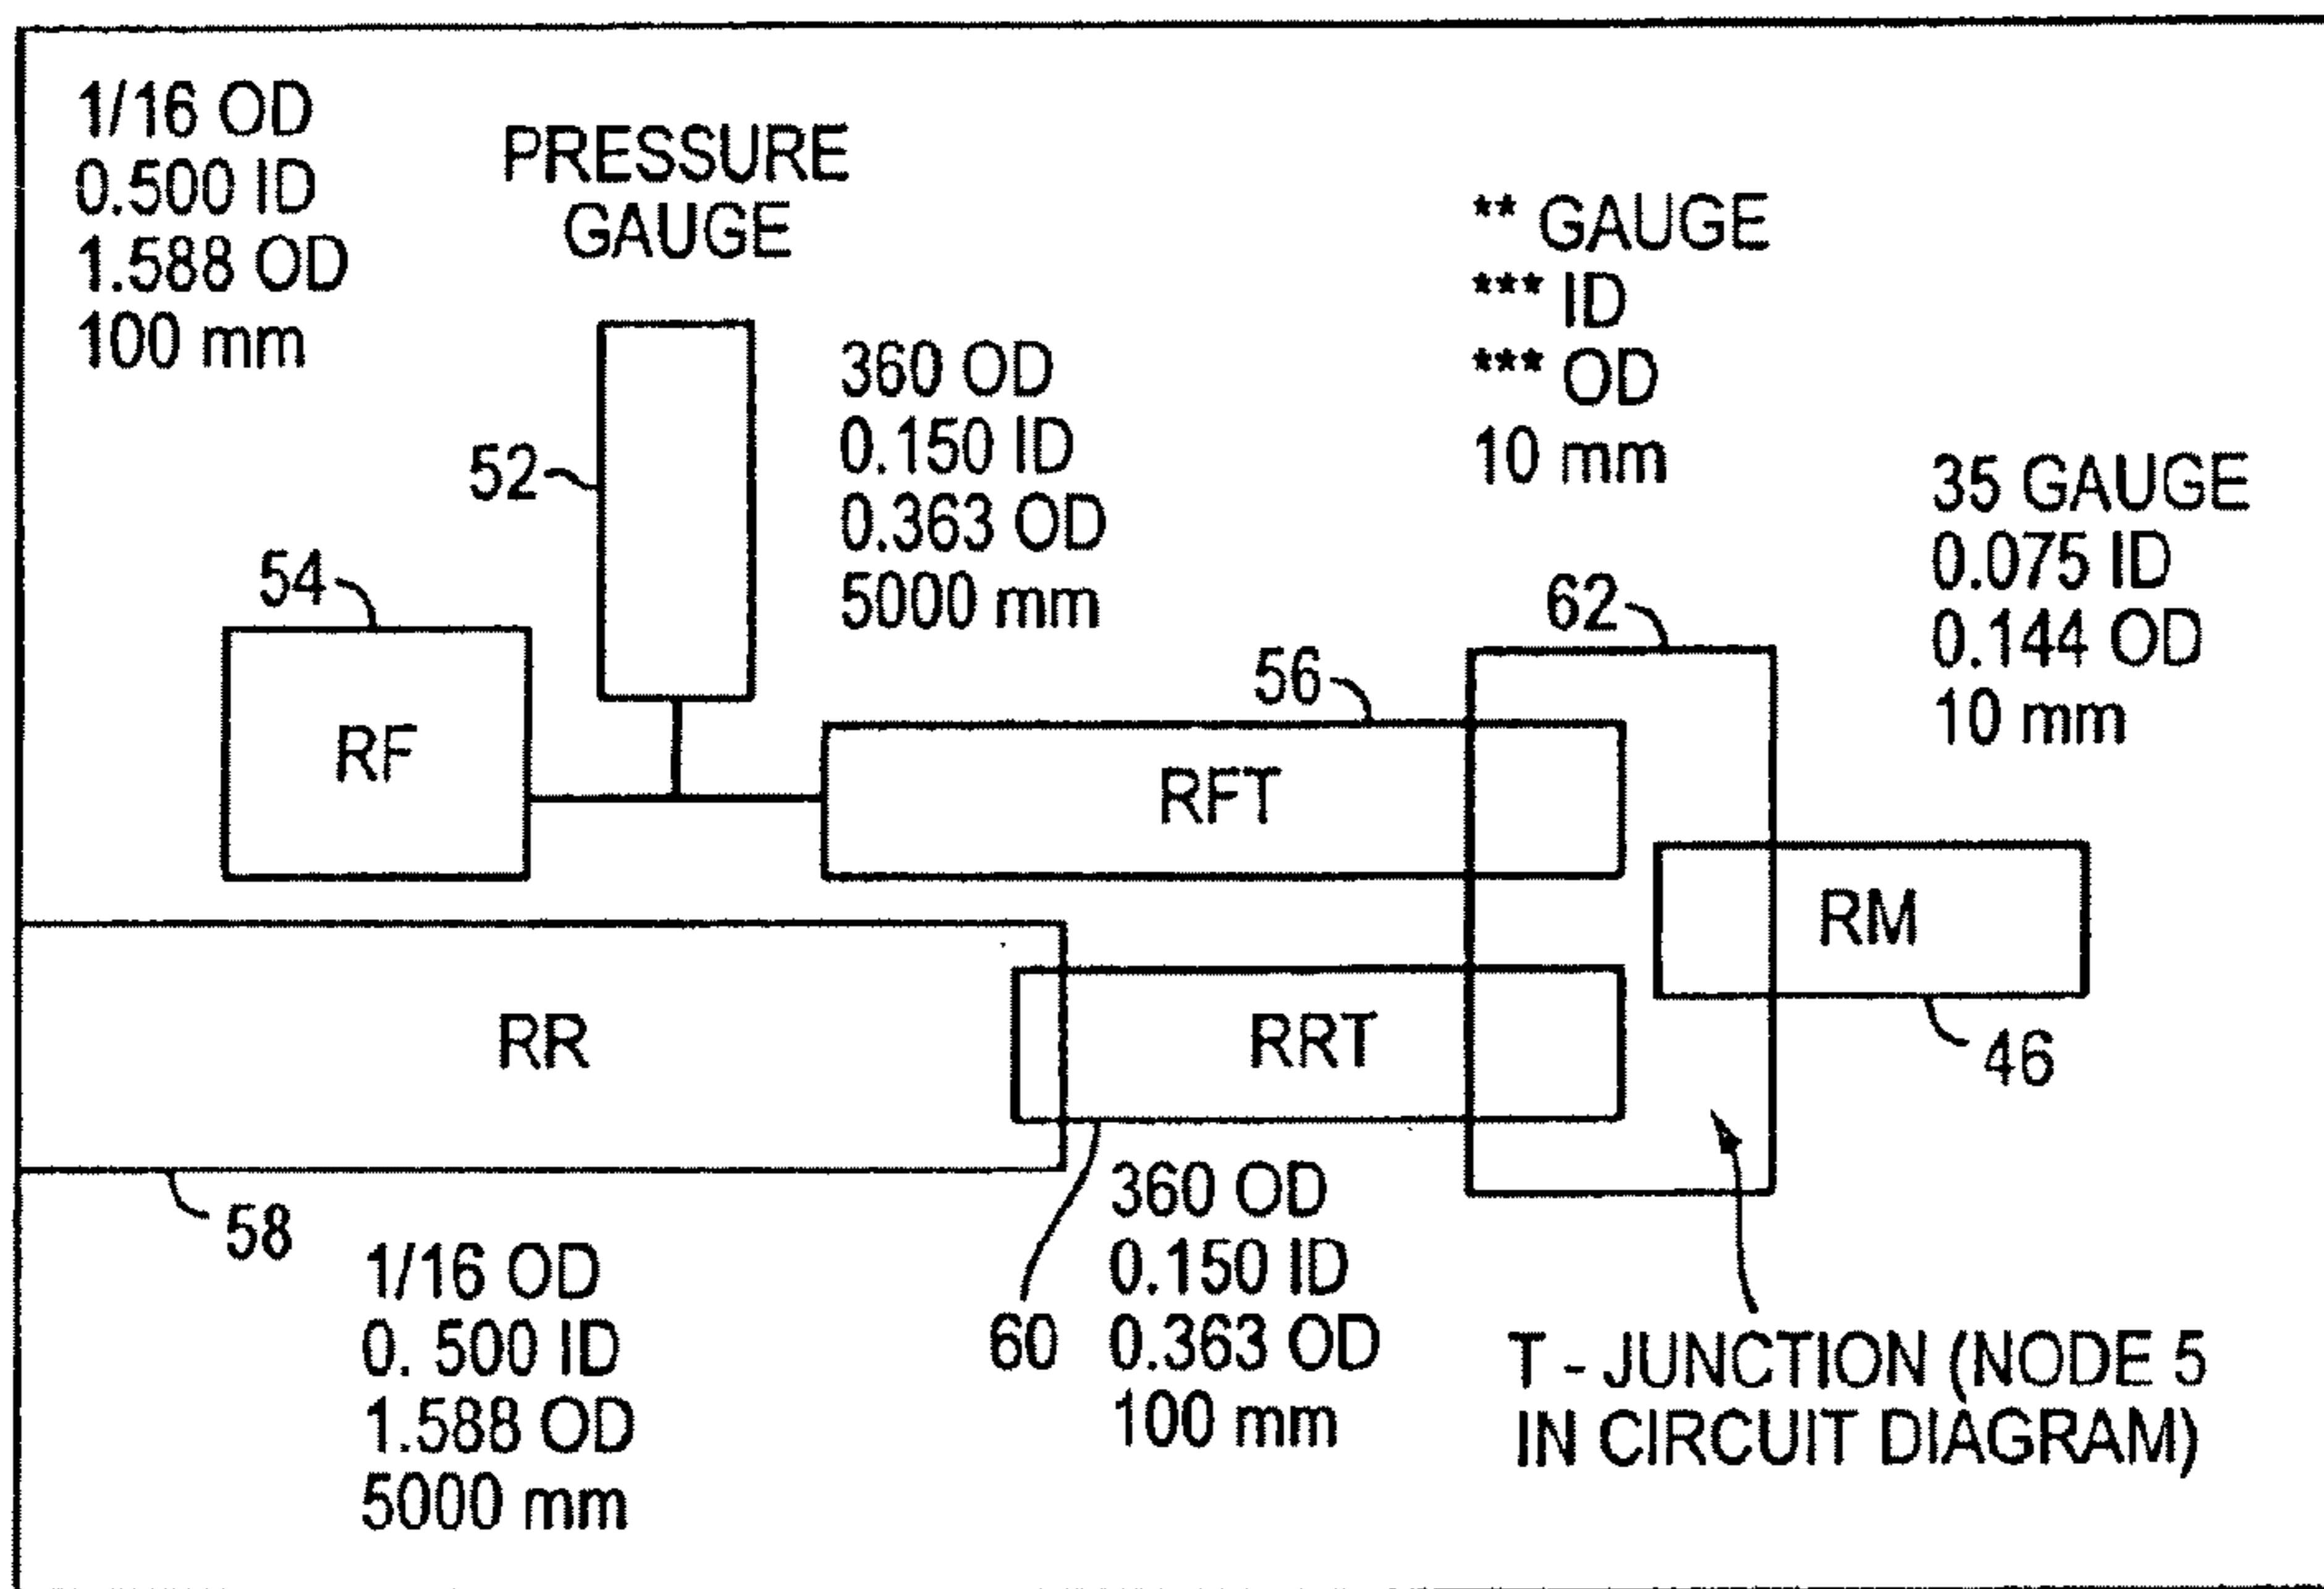 1/16 OD
0.500 ID
1.588 OD
100 mm
PRESSURE
GAUGE
** GAUGE
*** ID
*** OD
10 mm
360 OD
0.150 ID
0.363 OD
5000 mm
35 GAUGE
0.075 ID
0.144 OD
10 mm
52
54
62
56
RF
RFT
RM
RR
RRT
46
58
1/16 OD
0. 500 ID
1.588 OD
5000 mm
60
360 OD
0.150 ID
0.363 OD
100 mm
T - JUNCTION (NODE 5
IN CIRCUIT DIAGRAM)